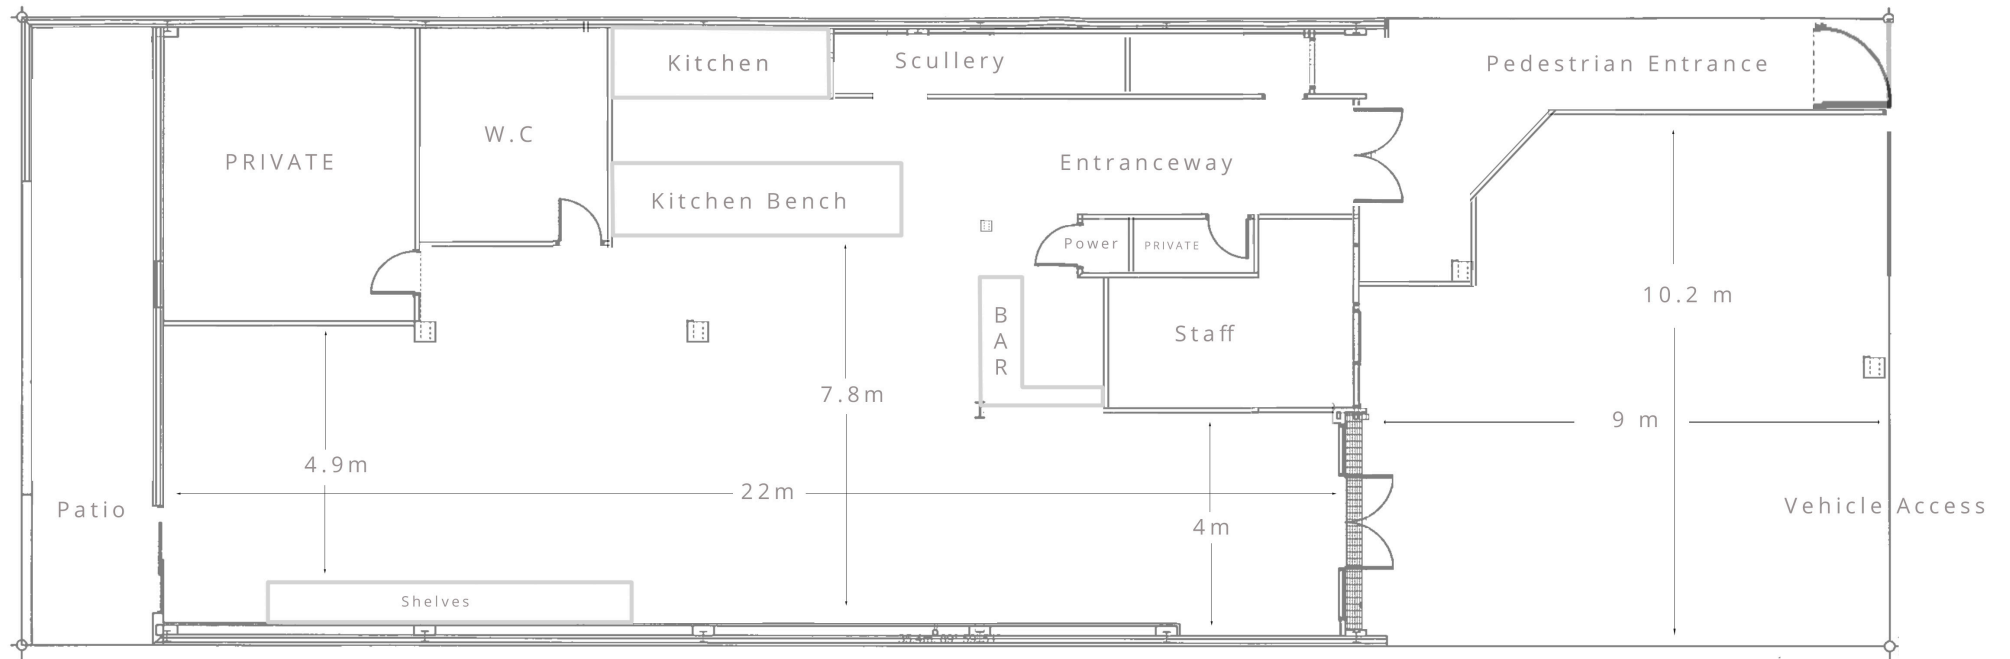 Kitchen
Scullery
Pedestrian Entrance
W.C
PRIVATE
Entranceway
Kitchen Bench
Power
PRIVATE
10.2 m
B
A
R
Staff
7.8m
9 m
4.9m
22m
Patio
Vehicle Access
4m
Shelves